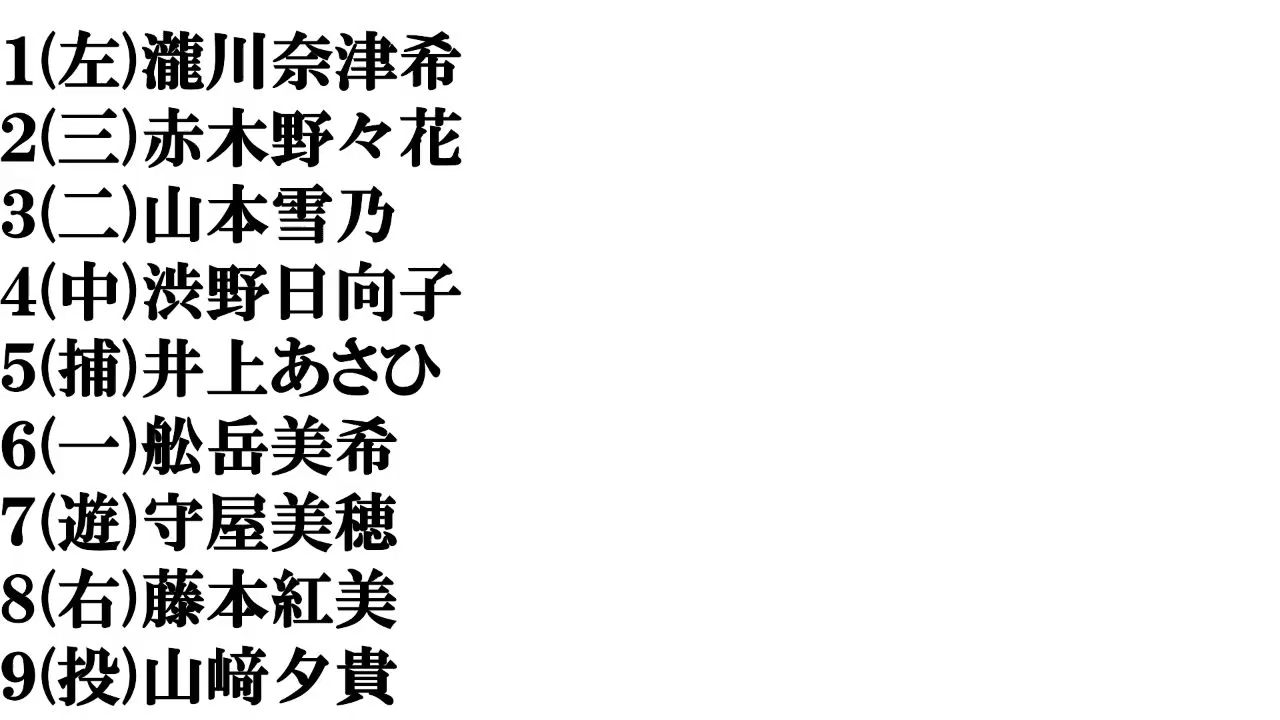 1(左)瀧川奈津希
2(三)赤木野々花
3(二)山本雪乃
4(中)渋野日向子
5(捕)井上あさひ
6(一)舩岳美希
7(遊)守屋美穂
8(右)藤本紅美
9(投)山﨑夕貴